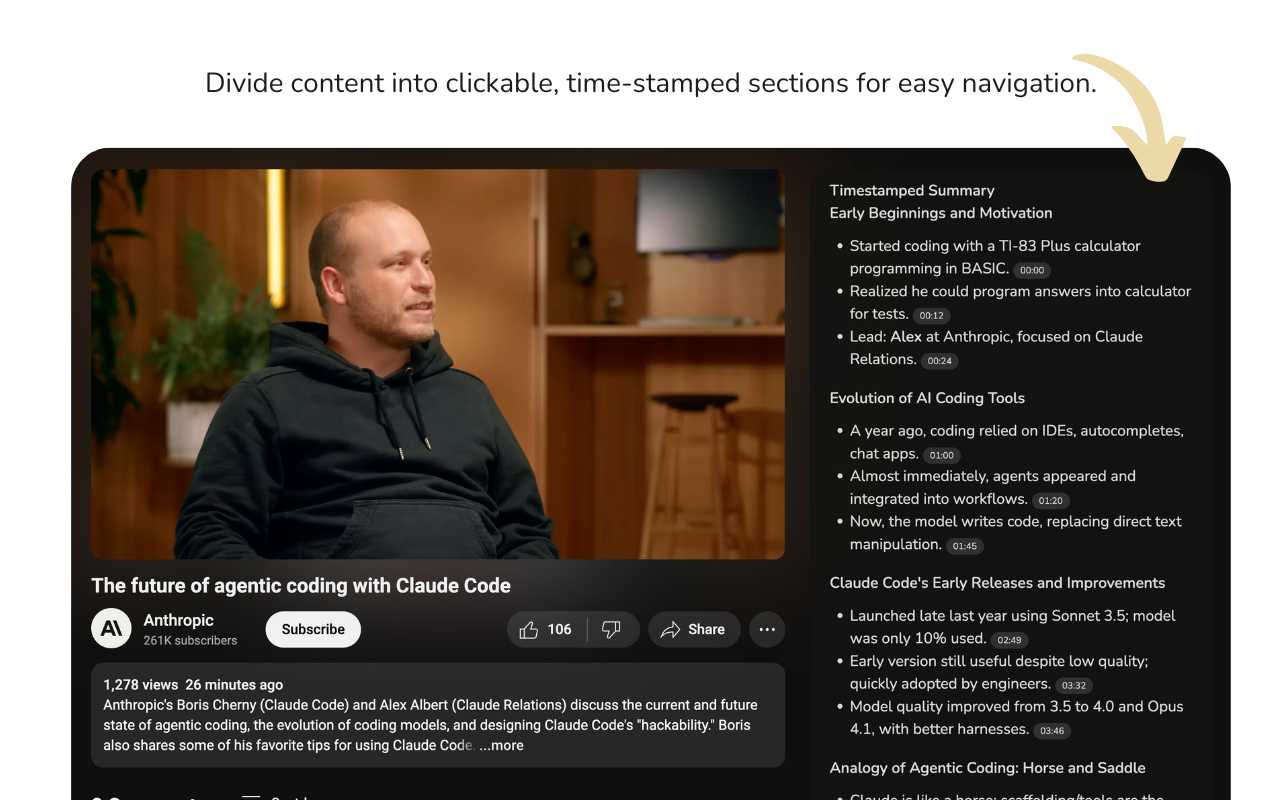 Divide content into clickable, time-stamped sections for easy navigation.
Timestamped Summary
Early Beginnings and Motivation
• Started coding with a TI-83 Plus calculator
programming in BASIC. 00:00
• Realized he could program answers into calculator
for tests. 00:12
• Lead: Alex at Anthropic, focused on Claude
Relations. 00:24
Evolution of AI Coding Tools
• A year ago, coding relied on IDEs, autocompletes,
chat apps. 01:00
• Almost immediately, agents appeared and
integrated into workflows. 01:20
• Now, the model writes code, replacing direct text
manipulation. 01:45
Claude Code's Early Releases and Improvements
• Launched late last year using Sonnet 3.5; model
was only 10% used. 02:49
• Early version still useful despite low quality;
quickly adopted by engineers. 03:32
• Model quality improved from 3.5 to 4.0 and Opus
4.1, with better harnesses. 03:46
Analogy of Agentic Coding: Horse and Saddle
• Claude is like a horse; scaffolding/tools are the
The future of agentic coding with Claude Code
A\
Anthropic
261K subscribers
Subscribe
106
Share
1,278 views 26 minutes ago
Anthropic's Boris Cherny (Claude Code) and Alex Albert (Claude Relations) discuss the current and future
state of agentic coding, the evolution of coding models, and designing Claude Code's "hackability." Boris
also shares some of his favorite tips for using Claude Code. ...more